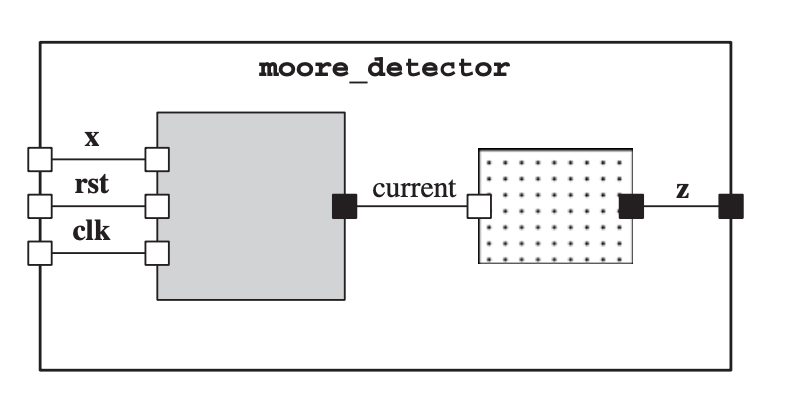 moore_detector
x
rst
clk
current
z